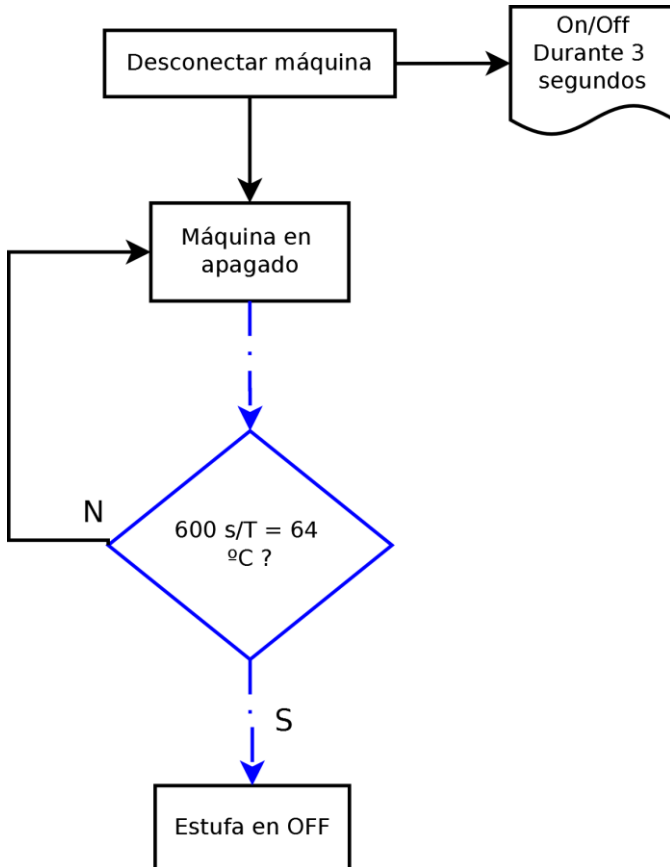 On/Off
Durante 3
segundos
Desconectar máquina
Máquina en
apagado
N
600 s/T = 64
ºC ?
S
Estufa en OFF